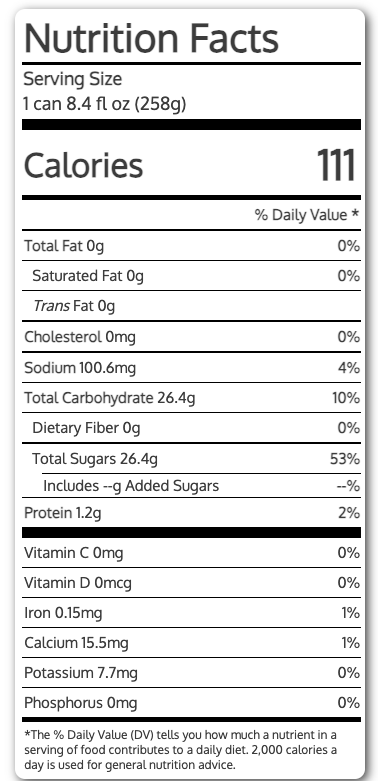 Nutrition Facts
Serving Size
1 can 8.4 fl oz (258g)
Calories 111
% Daily Value *
Total Fat 0g 0%
Saturated Fat 0g 0%
Trans Fat 0g
Cholesterol 0mg 0%
Sodium 100.6mg 4%
Total Carbohydrate 26.4g 10%
Dietary Fiber 0g 0%
Total Sugars 26.4g 53%
Includes --g Added Sugars --%
Protein 1.2g 2%
Vitamin C 0mg 0%
Vitamin D 0mcg 0%
Iron 0.15mg 1%
Calcium 15.5mg 1%
Potassium 7.7mg 0%
Phosphorus 0mg 0%
*The % Daily Value (DV) tells you how much a nutrient in a
serving of food contributes to a daily diet. 2,000 calories a
day is used for general nutrition advice.